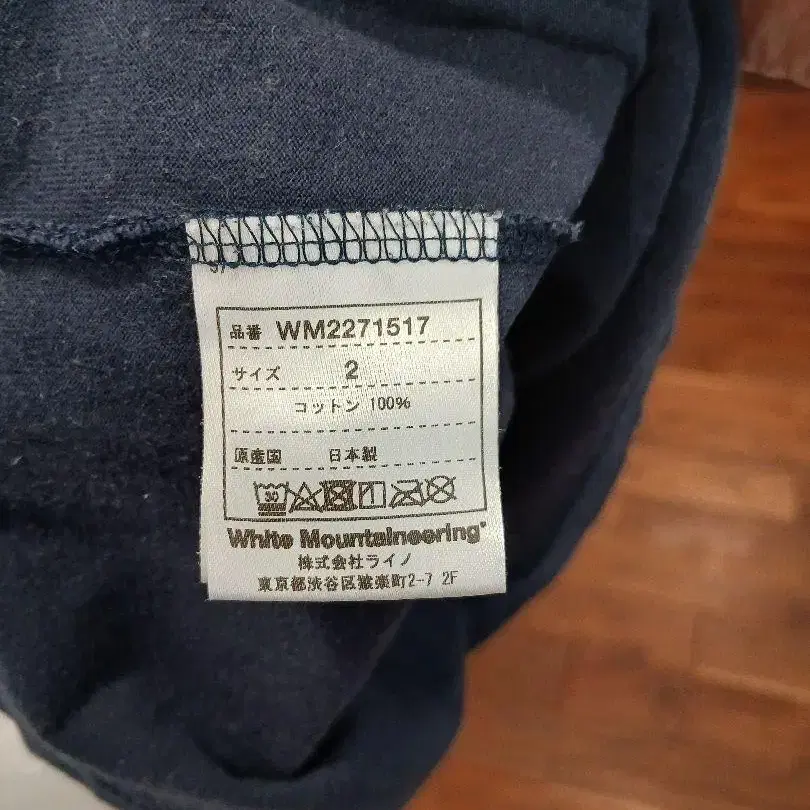 品番 WM2271517
サイズ 2
コットン 100%
原産国 日本製
30
White Mountaineering
株式会社ライノ
東京都渋谷区猿楽町2-7 2F